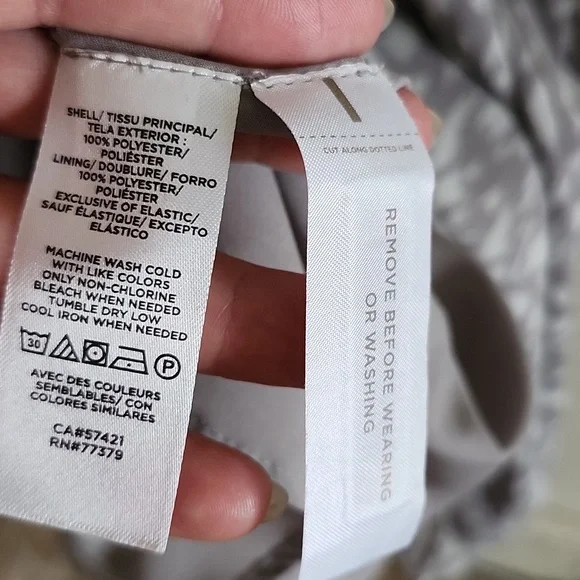 SHELL/ TISSU PRINCIPAL/
TELA EXTERIOR :
100% POLYESTER/
POLIÉSTER
LINING/ DOUBLURE/ FORRO
100% POLYESTER/
POLIÉSTER
EXCLUSIVE OF ELASTIC/
SAUF ÉLASTIQUE/ EXCEPTO
ELÁSTICO
MACHINE WASH COLD
WITH LIKE COLORS
ONLY NON-CHLORINE
BLEACH WHEN NEEDED
TUMBLE DRY LOW
COOL IRON WHEN NEEDED
30
P
AVEC DES COULEURS
SEMBLABLES/ CON
COLORES SIMILARES
CA#57421
RN#77379
CUT ALONG DOTTED LINE
REMOVE BEFORE WEARING
OR WASHING